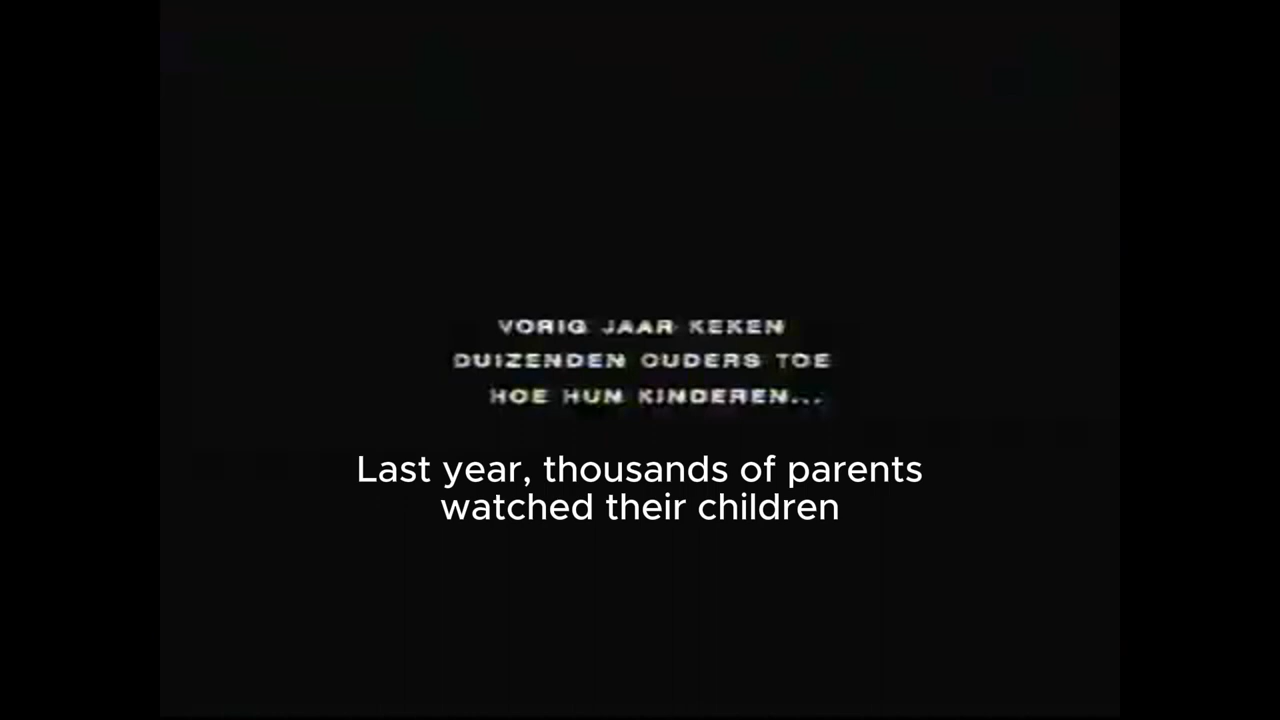 VORIG JAAR KEKEN
DUIZENDEN OUDERS TOE
HOE HUN KINDEREN...
Last year, thousands of parents
watched their children